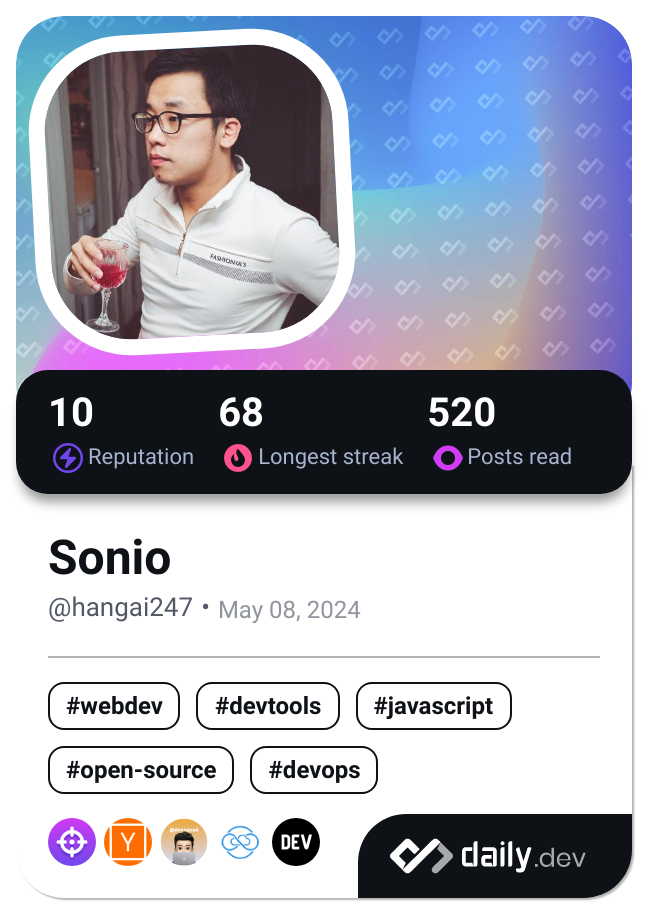 FASHIONULS
10 68 520
Reputation Longest streak Posts read
Sonio
@hangai247 • May 08, 2024
#webdev #devtools #javascript
#open-source #devops
Y DEV
daily.dev